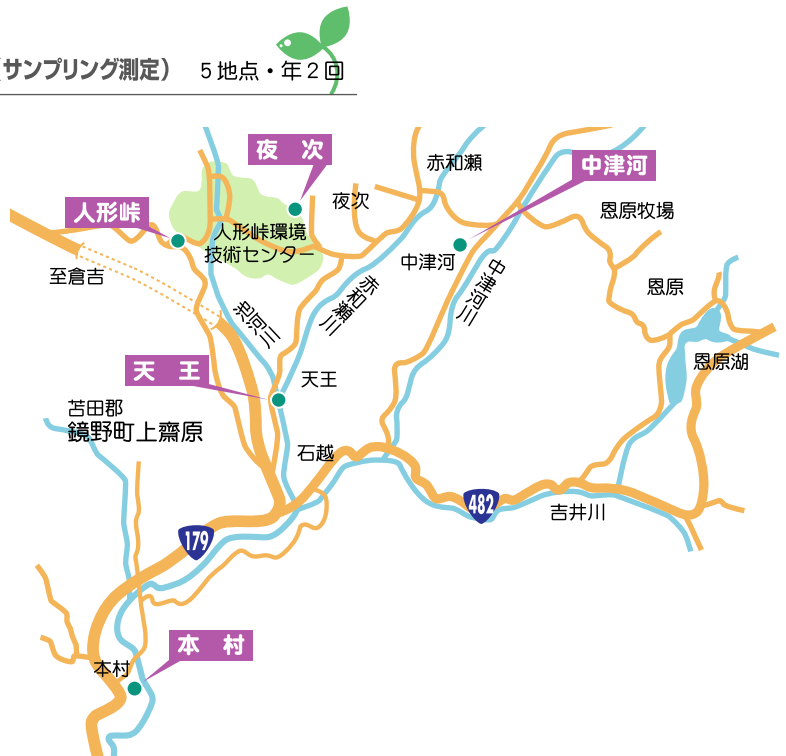 （サンプリング測定） 5地点・年2回
夜 次
赤和瀬
中津河
人形峠
夜次
恩原牧場
人形峠環境
技術センター
中津河
至倉吉
恩原
中津河川
赤和瀬川
池河川
恩原湖
天 王
天王
苫田郡
鏡野町上齋原
石越
482
吉井川
179
本 村
本村